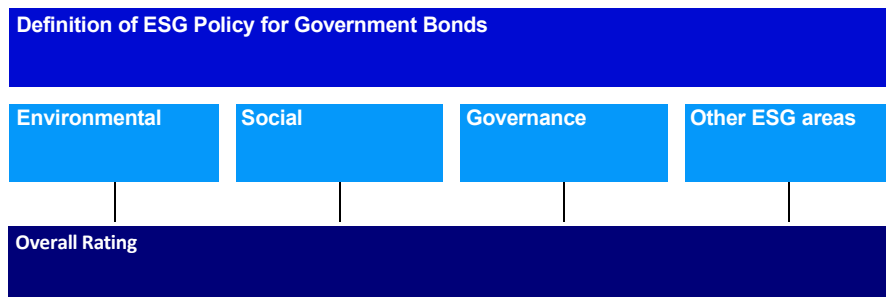 Definition of ESG Policy for Government Bonds
Environmental
Social
Governance
Other ESG areas
Overall Rating